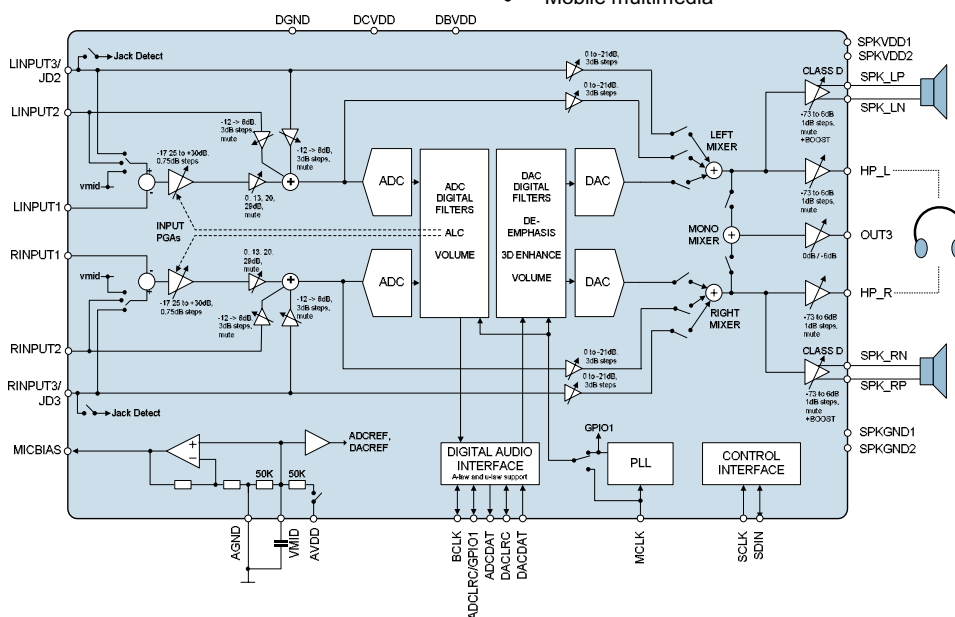 Mobile multimedia
DGND
DCVDD
DBVDD
LINPUT3/
JD2
Jack Detect
LINPUT2
-12 -> 6dB,
3dB steps,
mute
-12 -> 6dB,
3dB steps,
mute
-17.25 to +30dB,
0.75dB steps
vmid
0, 13, 20,
29dB,
mute
LINPUT1
INPUT
PGAs
RINPUT1
vmid
0, 13, 20,
29dB,
mute
-17.25 to +30dB,
0.75dB steps
-12 -> 6dB
3dB steps,
mute
-12 -> 6dB,
3dB steps,
mute
RINPUT2
RINPUT3/
JD3
Jack Detect
ADC
ADC
ADC
DIGITAL
FILTERS
ALC
VOLUME
DAC
DIGITAL
FILTERS
DE-
EMPHASIS
3D ENHANCE
VOLUME
DAC
DAC
0 to -21dB,
3dB steps
0 to -21dB,
3dB steps
0 to -21dB,
3dB steps
0 to -21dB,
3dB steps
LEFT
MIXER
MONO
MIXER
RIGHT
MIXER
SPKVDD1
SPKVDD2
CLASS D
SPK_LP
SPK_LN
-73 to 6dB
1dB steps,
mute
+BOOST
HP_L
-73 to 6dB
1dB steps,
mute
OUT3
0dB / -6dB
HP_R
-73 to 6dB
1dB steps,
mute
CLASS D
SPK_RN
SPK_RP
-73 to 6dB
1dB steps,
mute
+BOOST
SPKGND1
SPKGND2
MICBIAS
ADCREF,
DACREF
50K
50K
AGND
VMID
AVDD
DIGITAL AUDIO
INTERFACE
A-law and u-law support
GPIO1
PLL
CONTROL
INTERFACE
BCLK
ADCLRC/GPIO1
ADCDAT
DACLRC
DACDAT
MCLK
SCLK
SDIN